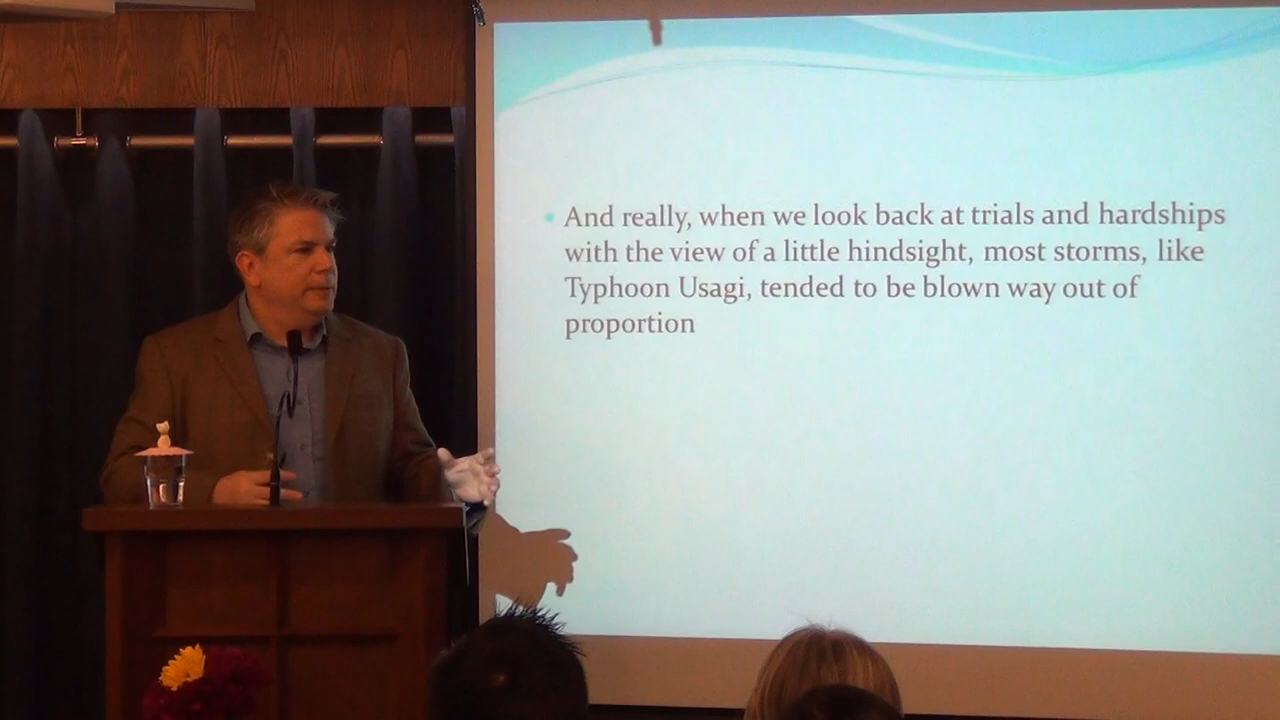 And really, when we look back at trials and hardships
with the view of a little hindsight, most storms, like
Typhoon Usagi, tended to be blown way out of
proportion